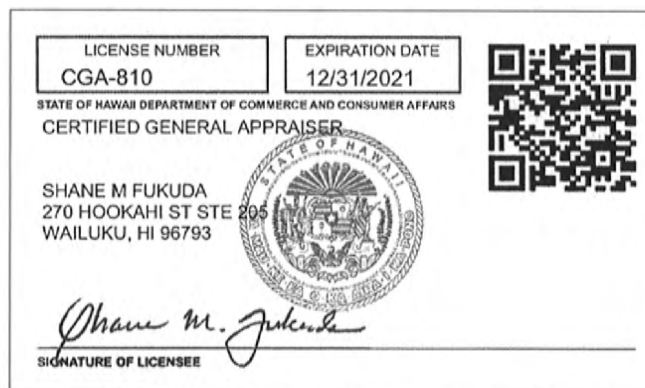 LICENSE NUMBER
CGA-810
EXPIRATION DATE
12/31/2021
STATE OF HAWAII DEPARTMENT OF COMMERCE AND CONSUMER AFFAIRS
CERTIFIED GENERAL APPRAISER
STATE OF HAWAII
SHANE M FUKUDA
270 HOOKAHI ST STE 205
WAILUKU, HI 96793
Shane M. Fukuda
SIGNATURE OF LICENSEE